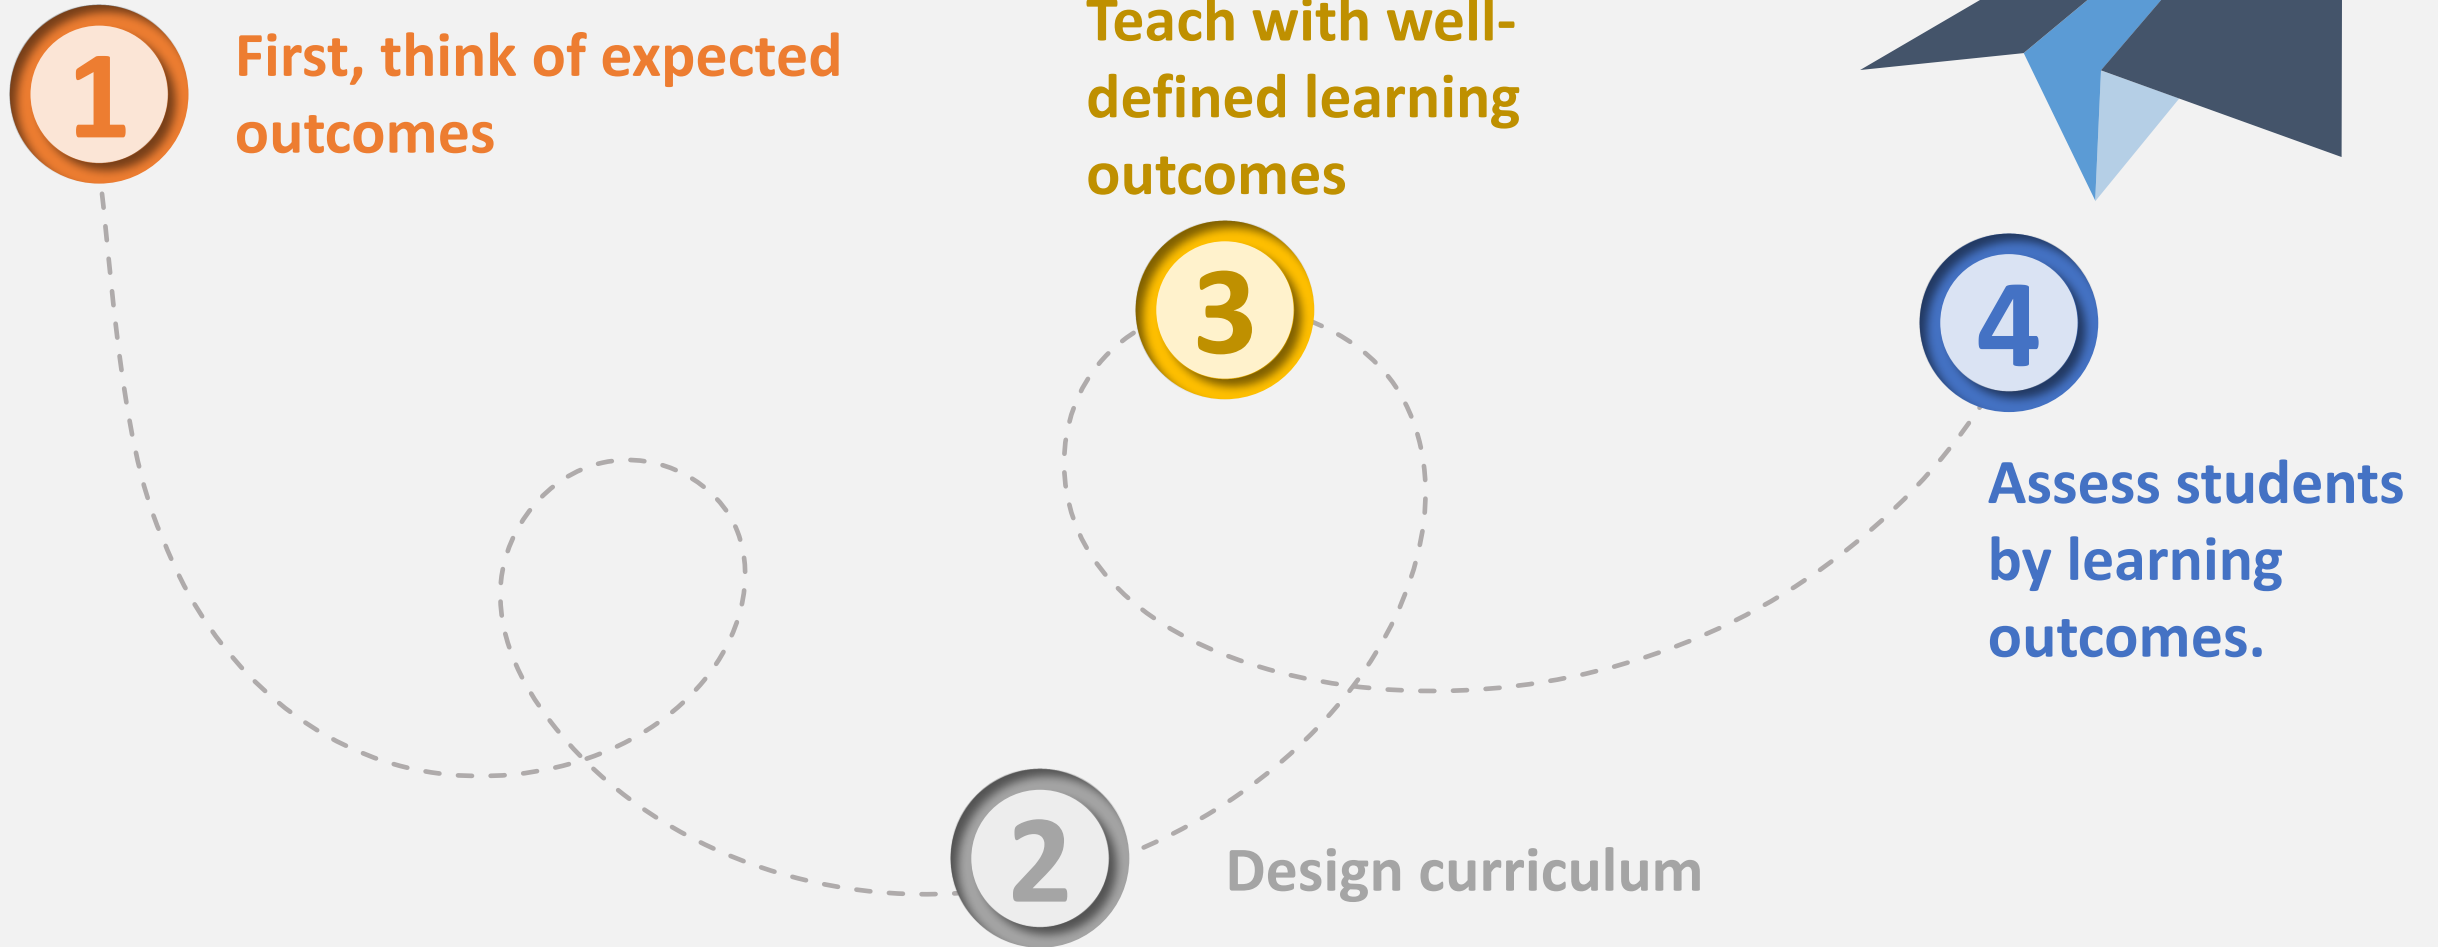 1
First, think of expected
outcomes
2
Design curriculum
Teach with well-
defined learning
outcomes
3
4
Assess students
by learning
outcomes.